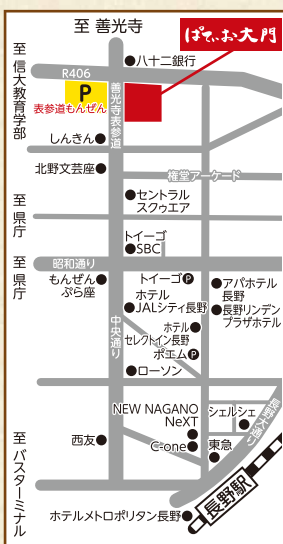 至 善光寺
ぱてぃお大門
至 信大教育学部
八十二銀行
R406
P
表参道もんぜん
善光寺表参道
しんきん
北野文芸座
権堂アーケード
セントラル
スクゥエア
至 県庁
トイーゴ
SBC
昭和通り
至 県庁
もんぜん
ぷら座
トイーゴP
アパホテル
長野
ホテル
JALシティ長野
長野リンデン
プラザホテル
中央通り
ホテル
セレクトイン長野
ポエムP
ローソン
NEW NAGANO
NeXT
シェルシェ
長野大通り
至 バスターミナル
西友
C-one
東急
長野駅
ホテルメトロポリタン長野